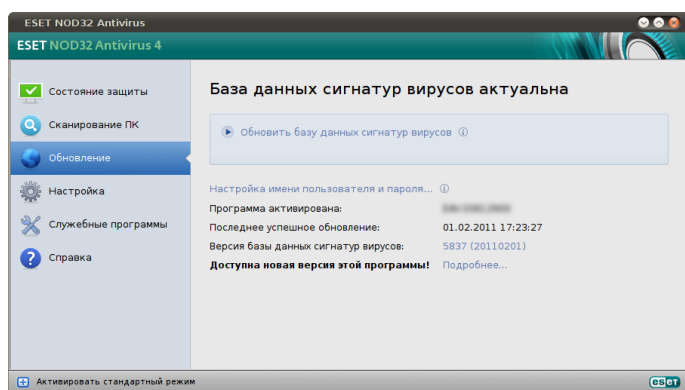 ESET NOD32 Antivirus
ESET NOD32 Antivirus 4
Состояние защиты
Сканирование ПК
Обновление
Настройка
Служебные программы
Справка
База данных сигнатур вирусов актуальна
Обновить базу данных сигнатур вирусов
Настройка имени пользователя и пароля...
Программа активирована:
Последнее успешное обновление: 01.02.2011 17:23:27
Версия базы данных сигнатур вирусов: 5837 (20110201)
Доступна новая версия этой программы! Подробнее...
Активировать стандартный режим
eset